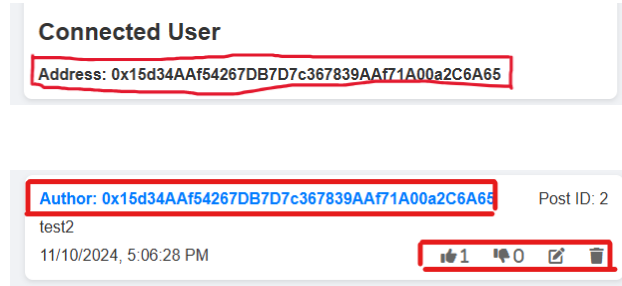 Connected User
Address: 0x15d34AAf54267DB7D7c367839AAf71A00a2C6A65
Author: 0x15d34AAf54267DB7D7c367839AAf71A00a2C6A65 Post ID: 2
test2
11/10/2024, 5:06:28 PM 1 0